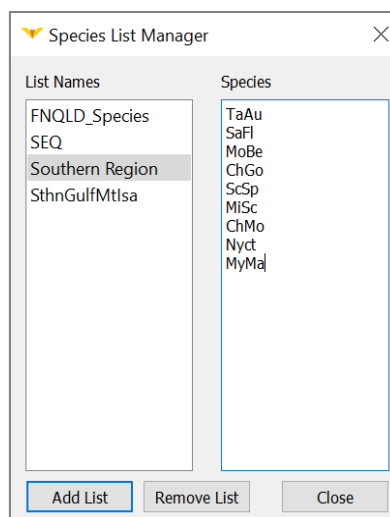 Species List Manager
List Names
FNQLD_Species
SEQ
Southern Region
SthnGulfMtIsa
Species
TaAu
SaFl
MoBe
ChGo
ScSp
MiSc
ChMo
Nyct
MyMa
Add List
Remove List
Close